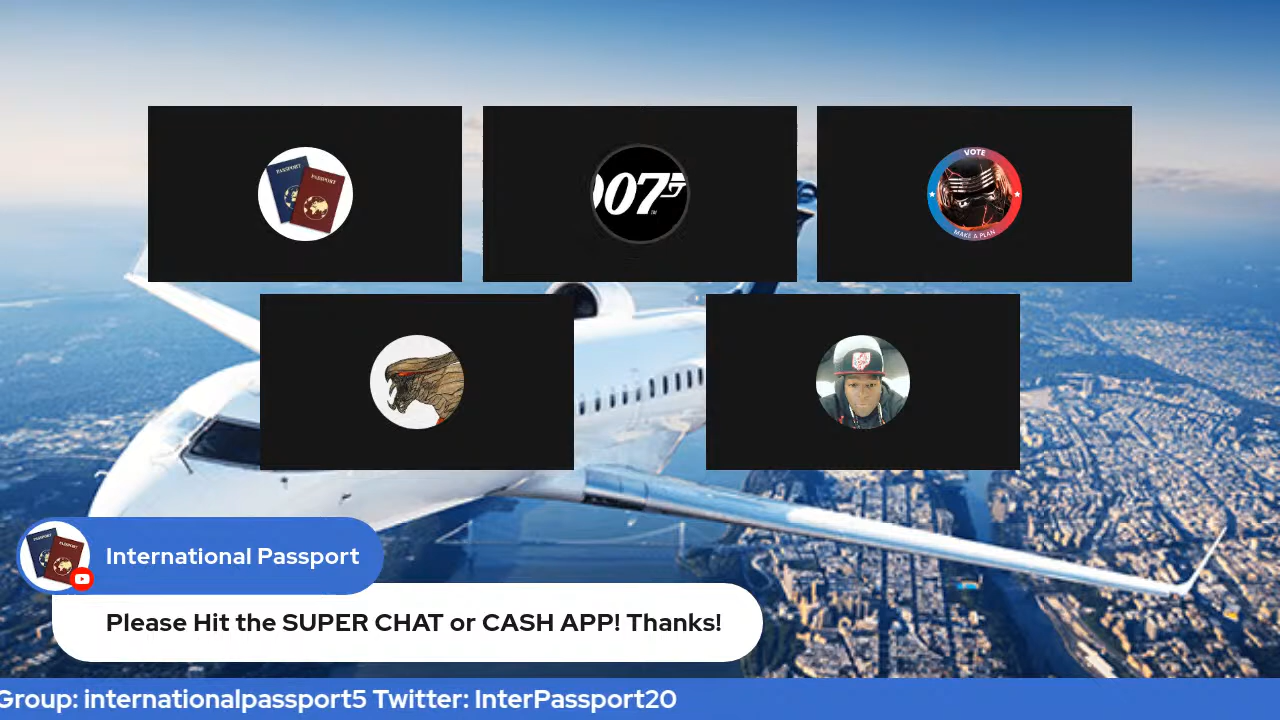 PASSPORT
PASSPORT
007
VOTE
MAKE A PLAN
International Passport
Please Hit the SUPER CHAT or CASH APP! Thanks!
Group: internationalpassport5 Twitter: InterPassport20